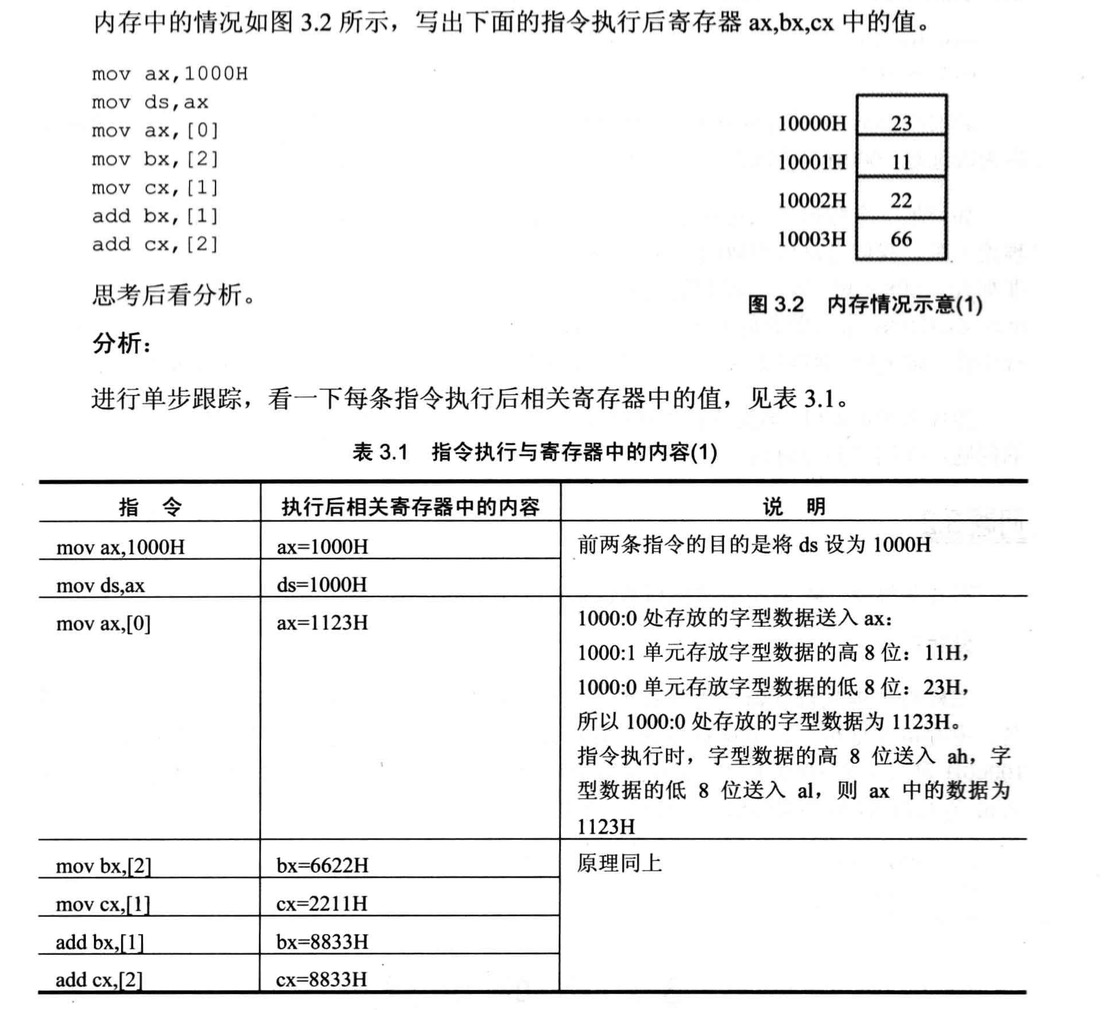 内存中的情况如图 3.2 所示，写出下面的指令执行后寄存器 ax,bx,cx 中的值。
mov ax,1000H
mov ds,ax
mov ax,[0]
mov bx,[2]
mov cx,[1]
add bx,[1]
add cx,[2]
10000H 23
10001H 11
10002H 22
10003H 66
图 3.2 内存情况示意(1)
思考后看分析。
分析：
进行单步跟踪，看一下每条指令执行后相关寄存器中的值，见表 3.1。
表 3.1 指令执行与寄存器中的内容(1)
指 令 执行后相关寄存器中的内容 说 明
mov ax,1000H ax=1000H 前两条指令的目的是将 ds 设为 1000H
mov ds,ax ds=1000H
mov ax,[0] ax=1123H 1000:0 处存放的字型数据送入 ax：
1000:1 单元存放字型数据的高 8 位：11H，
1000:0 单元存放字型数据的低 8 位：23H，
所以 1000:0 处存放的字型数据为 1123H。
指令执行时，字型数据的高 8 位送入 ah，字
型数据的低 8 位送入 al，则 ax 中的数据为
1123H
mov bx,[2] bx=6622H 原理同上
mov cx,[1] cx=2211H
add bx,[1] bx=8833H
add cx,[2] cx=8833H